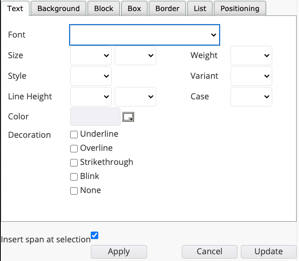 Text Background Block Box Border List Positioning
Font
Size Weight
Style Variant
Line Height Case
Color
Decoration Underline
Overline
Strikethrough
Blink
None
Insert span at selection
Apply Cancel Update